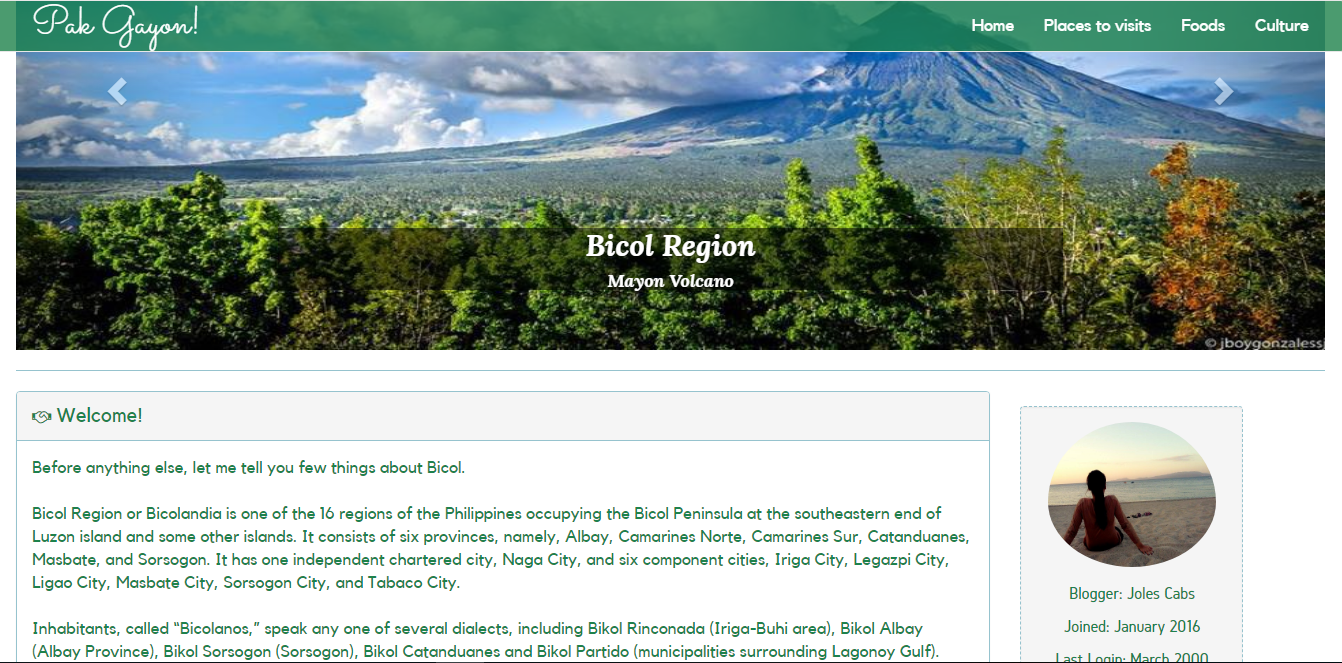 Pak Gayon!
Home Places to visits Foods Culture
Bicol Region
Mayon Volcano
© jboygonzalessj
Welcome!
Before anything else, let me tell you few things about Bicol.
Bicol Region or Bicolandia is one of the 16 regions of the Philippines occupying the Bicol Peninsula at the southeastern end of
Luzon island and some other islands. It consists of six provinces, namely, Albay, Camarines Norte, Camarines Sur, Catanduanes,
Masbate, and Sorsogon. It has one independent chartered city, Naga City, and six component cities, Iriga City, Legazpi City,
Ligao City, Masbate City, Sorsogon City, and Tabaco City.
Inhabitants, called “Bicolanos,” speak any one of several dialects, including Bikol Rinconada (Iriga-Buhi area), Bikol Albay
(Albay Province), Bikol Sorsogon (Sorsogon), Bikol Catanduanes and Bikol Partido (municipalities surrounding Lagonoy Gulf).
Blogger: Joles Cabs
Joined: January 2016
Last Login: March 2000